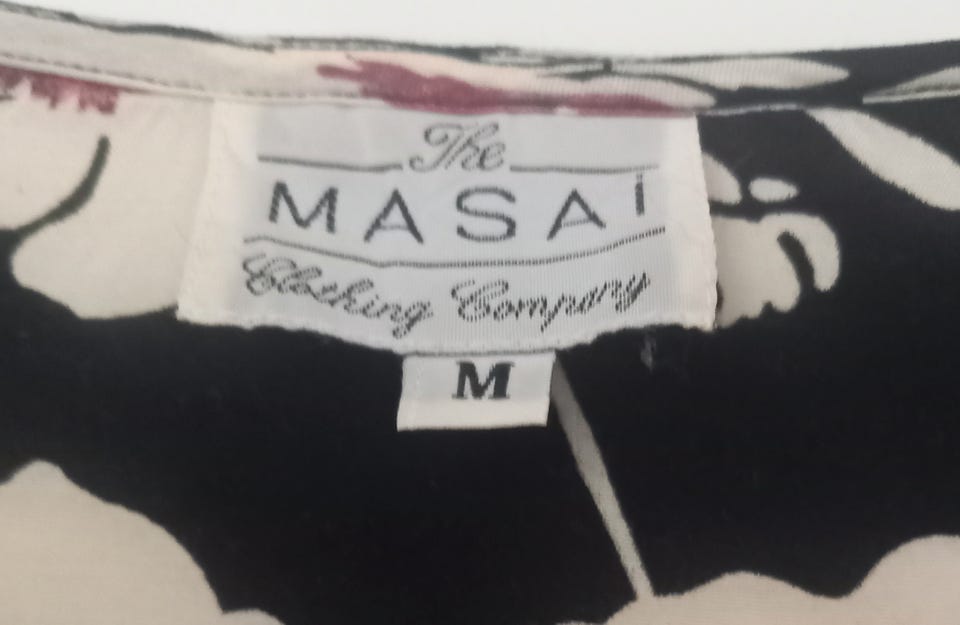 The
MASAI
Clothing Company
M